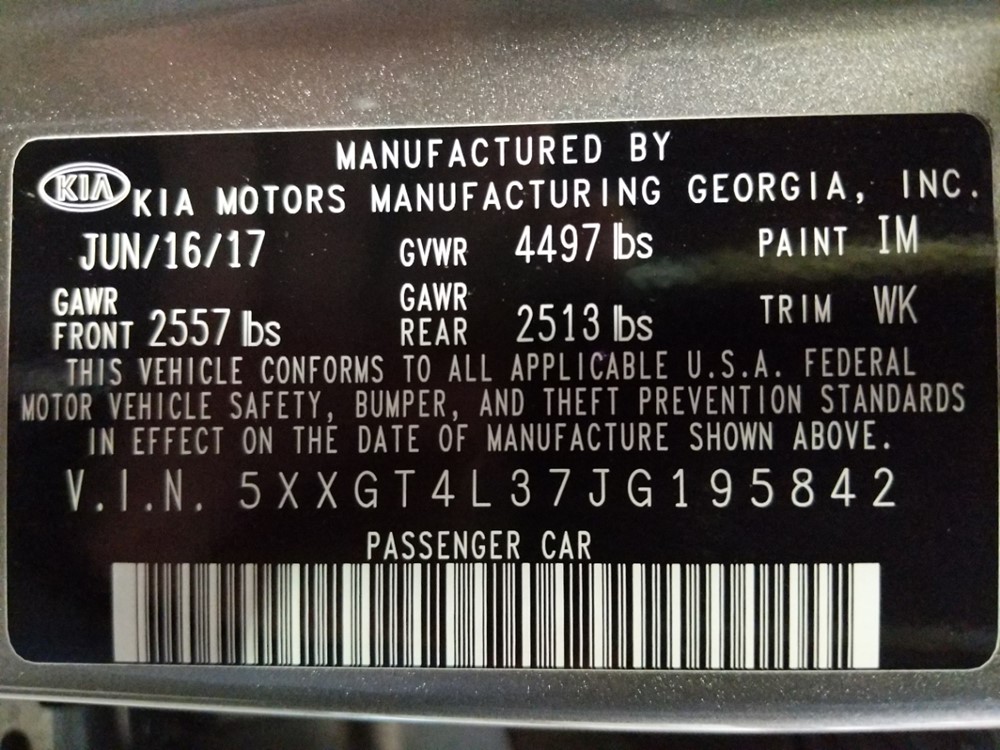 MANUFACTURED BY
KIA KIA MOTORS MANUFACTURING GEORGIA, INC.
JUN/16/17 GVWR 4497 lbs PAINT IM
GAWR FRONT 2557 lbs GAWR REAR 2513 lbs TRIM WK
THIS VEHICLE CONFORMS TO ALL APPLICABLE U.S.A. FEDERAL
MOTOR VEHICLE SAFETY, BUMPER, AND THEFT PREVENTION STANDARDS
IN EFFECT ON THE DATE OF MANUFACTURE SHOWN ABOVE.
V.I.N. 5XXGT4L37JG195842
PASSENGER CAR